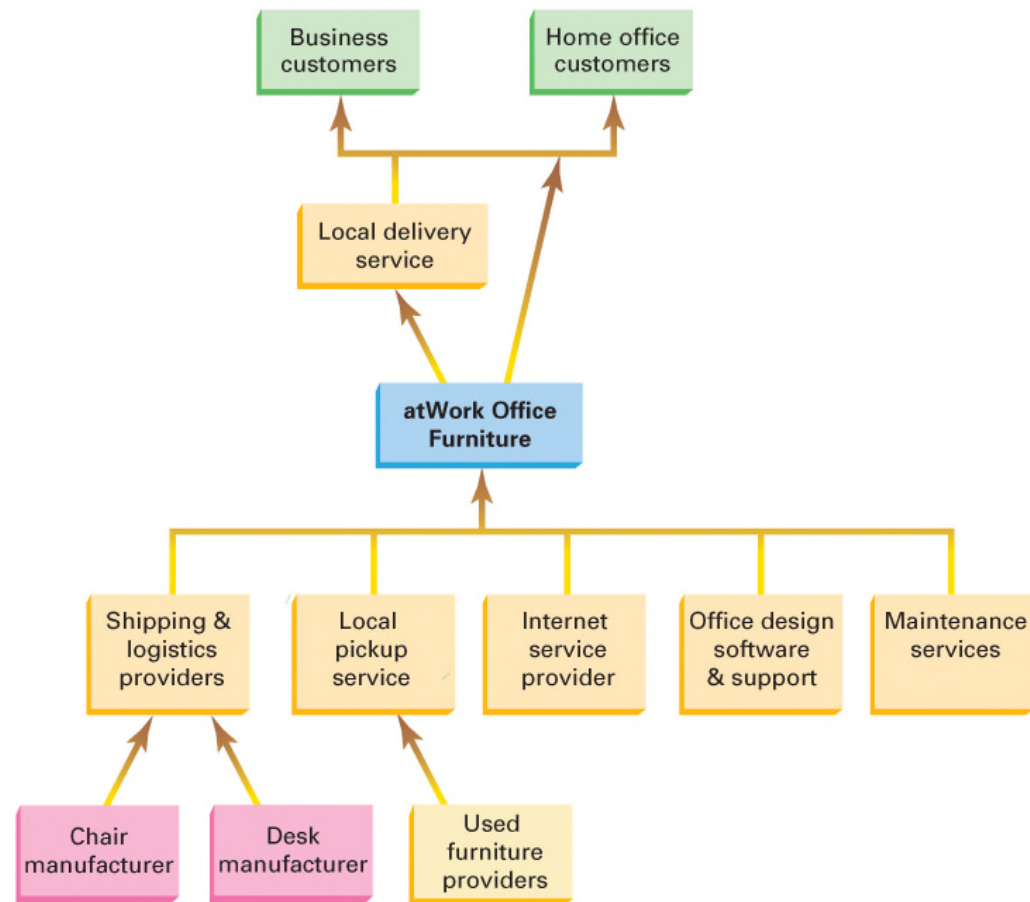 Business
customers
Home office
customers
Local delivery
service
atWork Office
Furniture
Shipping &
logistics
providers
Local
pickup
service
Internet
service
provider
Office design
software
& support
Maintenance
services
Chair
manufacturer
Desk
manufacturer
Used
furniture
providers